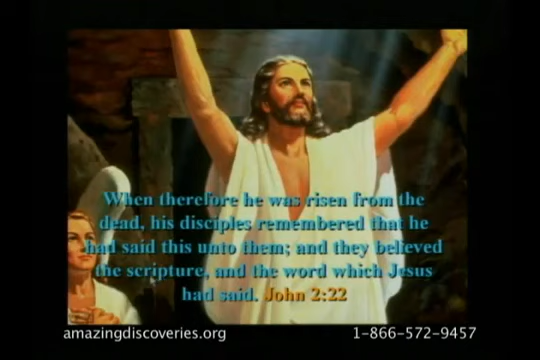 When therefore he was risen from the
dead, his disciples remembered that he
had said this unto them; and they believed
the scripture, and the word which Jesus
had said. John 2:22
amazingdiscoveries.org 1-866-572-9457